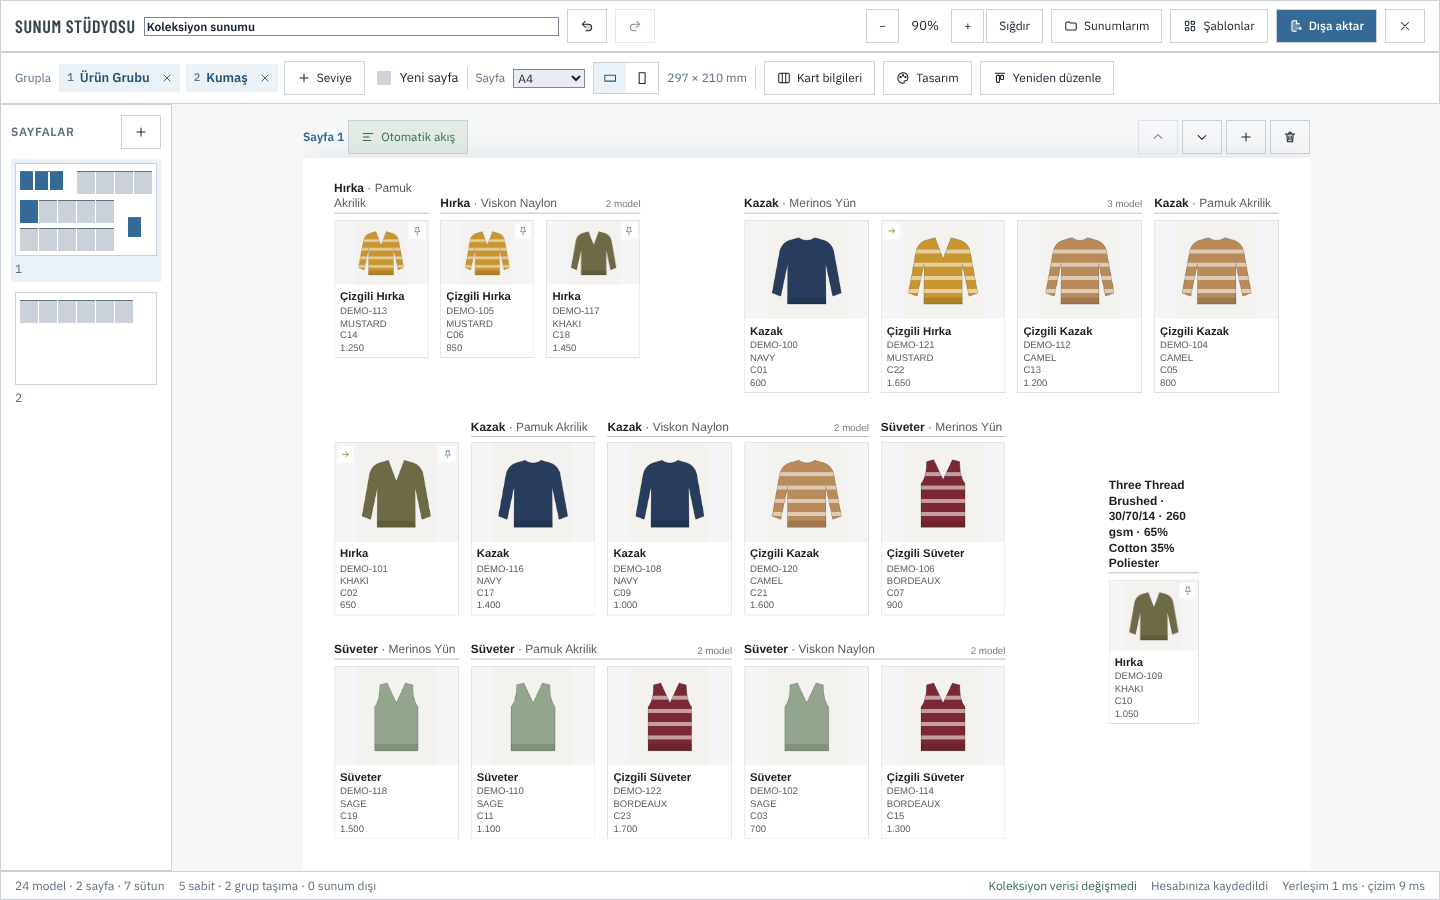 SUNUM STÜDYOSU
Koleksiyon sunumu
90%
Sığdır
Sunumlarım
Şablonlar
Dışa aktar
Grupla
1 Ürün Grubu
2 Kumaş
Seviye
Yeni sayfa
Sayfa
A4
297 × 210 mm
Kart bilgileri
Tasarım
Yeniden düzenle
SAYFALAR
1
2
Sayfa 1
Otomatik akış
Hırka · Pamuk
Akrilik
Hırka · Viskon Naylon
2 model
Kazak · Merinos Yün
3 model
Kazak · Pamuk Akrilik
Çizgili Hırka
DEMO-113
MUSTARD
C14
1.250
Çizgili Hırka
DEMO-105
MUSTARD
C06
850
Hırka
DEMO-117
KHAKI
C18
1.450
Kazak
DEMO-100
NAVY
C01
600
Çizgili Hırka
DEMO-121
MUSTARD
C22
1.650
Çizgili Kazak
DEMO-112
CAMEL
C13
1.200
Çizgili Kazak
DEMO-104
CAMEL
C05
800
Kazak · Pamuk Akrilik
Kazak · Viskon Naylon
2 model
Süveter · Merinos Yün
Hırka
DEMO-101
KHAKI
C02
650
Kazak
DEMO-116
NAVY
C17
1.400
Kazak
DEMO-108
NAVY
C09
1.000
Çizgili Kazak
DEMO-120
CAMEL
C21
1.600
Çizgili Süveter
DEMO-106
BORDEAUX
C07
900
Three Thread
Brushed ·
30/70/14 · 260
gsm · 65%
Cotton 35%
Poliester
Hırka
DEMO-109
KHAKI
C10
1.050
Süveter · Merinos Yün
Süveter · Pamuk Akrilik
2 model
Süveter · Viskon Naylon
2 model
Süveter
DEMO-118
SAGE
C19
1.500
Süveter
DEMO-110
SAGE
C11
1.100
Çizgili Süveter
DEMO-122
BORDEAUX
C23
1.700
Süveter
DEMO-102
SAGE
C03
700
Çizgili Süveter
DEMO-114
BORDEAUX
C15
1.300
24 model · 2 sayfa · 7 sütun
5 sabit · 2 grup taşıma · 0 sunum dışı
Koleksiyon verisi değişmedi
Hesabınıza kaydedildi
Yerleşim 1 ms · çizim 9 ms